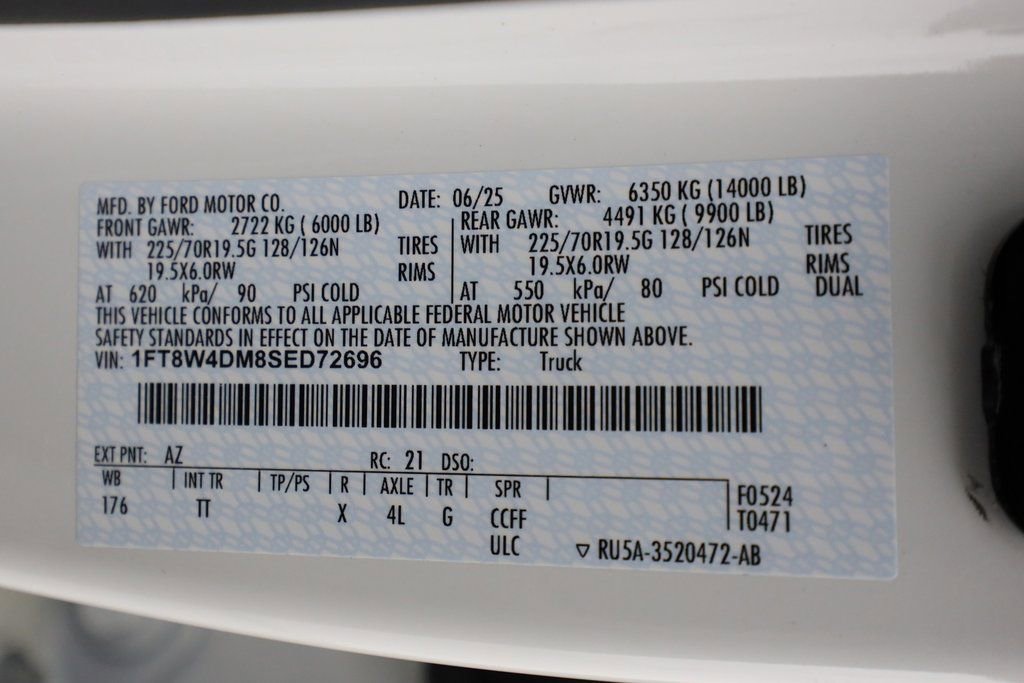 MFD. BY FORD MOTOR CO. DATE: 06/25 GVWR: 6350 KG (14000 LB)
FRONT GAWR: 2722 KG ( 6000 LB) REAR GAWR: 4491 KG ( 9900 LB)
WITH 225/70R19.5G 128/126N TIRES WITH 225/70R19.5G 128/126N TIRES
19.5X6.0RW RIMS 19.5X6.0RW RIMS
AT 620 kPa/ 90 PSI COLD AT 550 kPa/ 80 PSI COLD DUAL
THIS VEHICLE CONFORMS TO ALL APPLICABLE FEDERAL MOTOR VEHICLE
SAFETY STANDARDS IN EFFECT ON THE DATE OF MANUFACTURE SHOWN ABOVE.
VIN: 1FT8W4DM8SED72696 TYPE: Truck
EXT PNT: AZ RC: 21 DSO:
WB INT TR TP/PS R AXLE TR SPR F0524
176 TT X 4L G CCFF T0471
ULC RU5A-3520472-AB